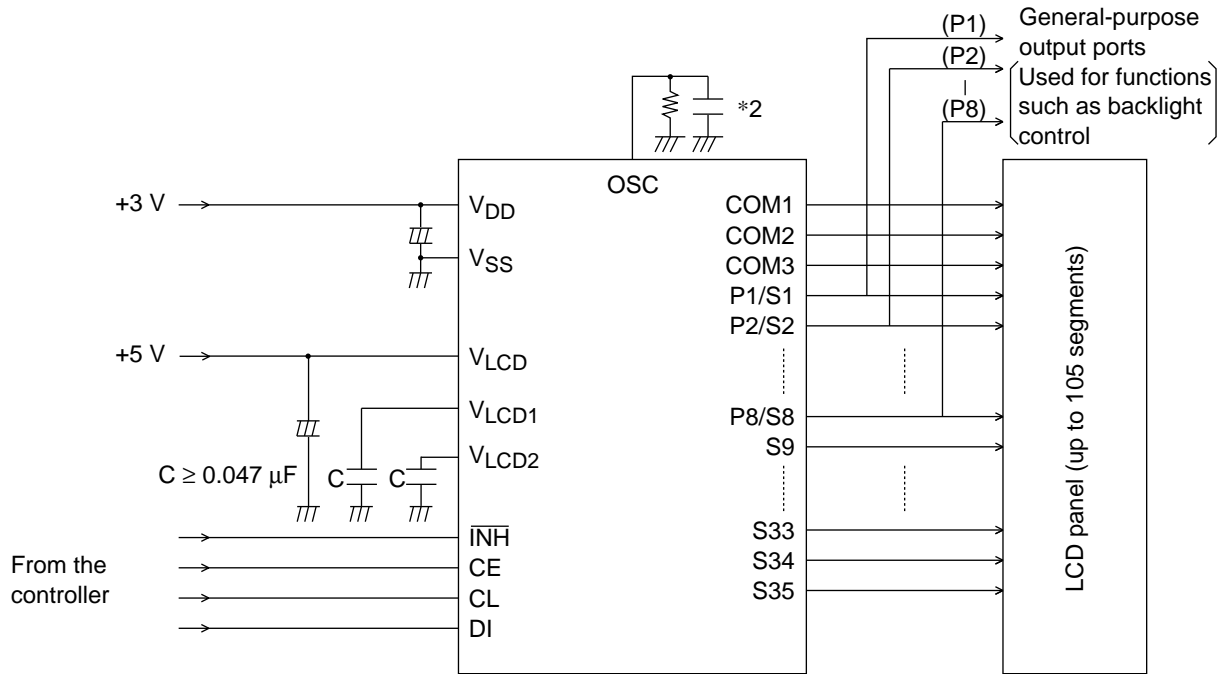 (P1)
General-purpose
output ports
(P2)
Used for functions
such as backlight
control
(P8)
*2
OSC
+3 V
VDD
COM1
COM2
VSS
COM3
P1/S1
P2/S2
+5 V
VLCD
VLCD1
P8/S8
S9
VLCD2
C ≥ 0.047 μF
C
C
LCD panel (up to 105 segments)
INH
S33
From the
controller
CE
S34
CL
S35
DI